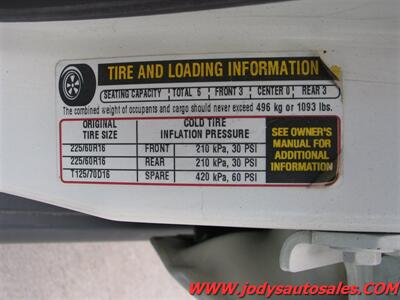 TIRE AND LOADING INFORMATION
SEATING CAPACITY TOTAL 6 FRONT 3 CENTER 0 REAR 3
The combined weight of occupants and cargo should never exceed 496 kg or 1093 lbs.
ORIGINAL TIRE SIZE COLD TIRE INFLATION PRESSURE
225/60R16 FRONT 210 kPa, 30 PSI
225/60R16 REAR 210 kPa, 30 PSI
T125/70D16 SPARE 420 kPa, 60 PSI
SEE OWNER'S
MANUAL FOR
ADDITIONAL
INFORMATION
www.jodysautosales.COM